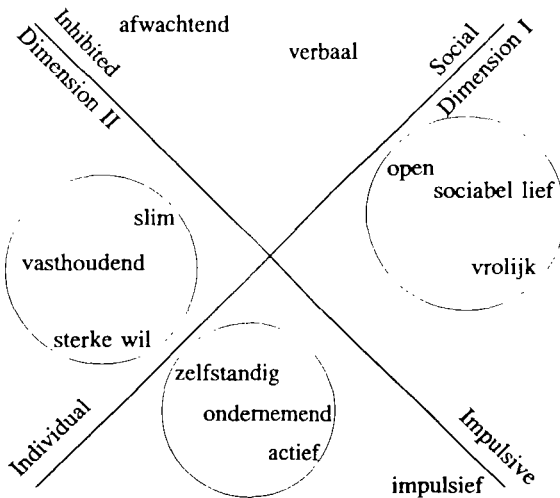 afwachtend
verbaal
Inhibited
Dimension II
Social
Dimension I
open
sociabel lief
vrolijk
slim
vasthoudend
sterke wil
zelfstandig
ondernemend
actief
Individual
Impulsive
impulsief